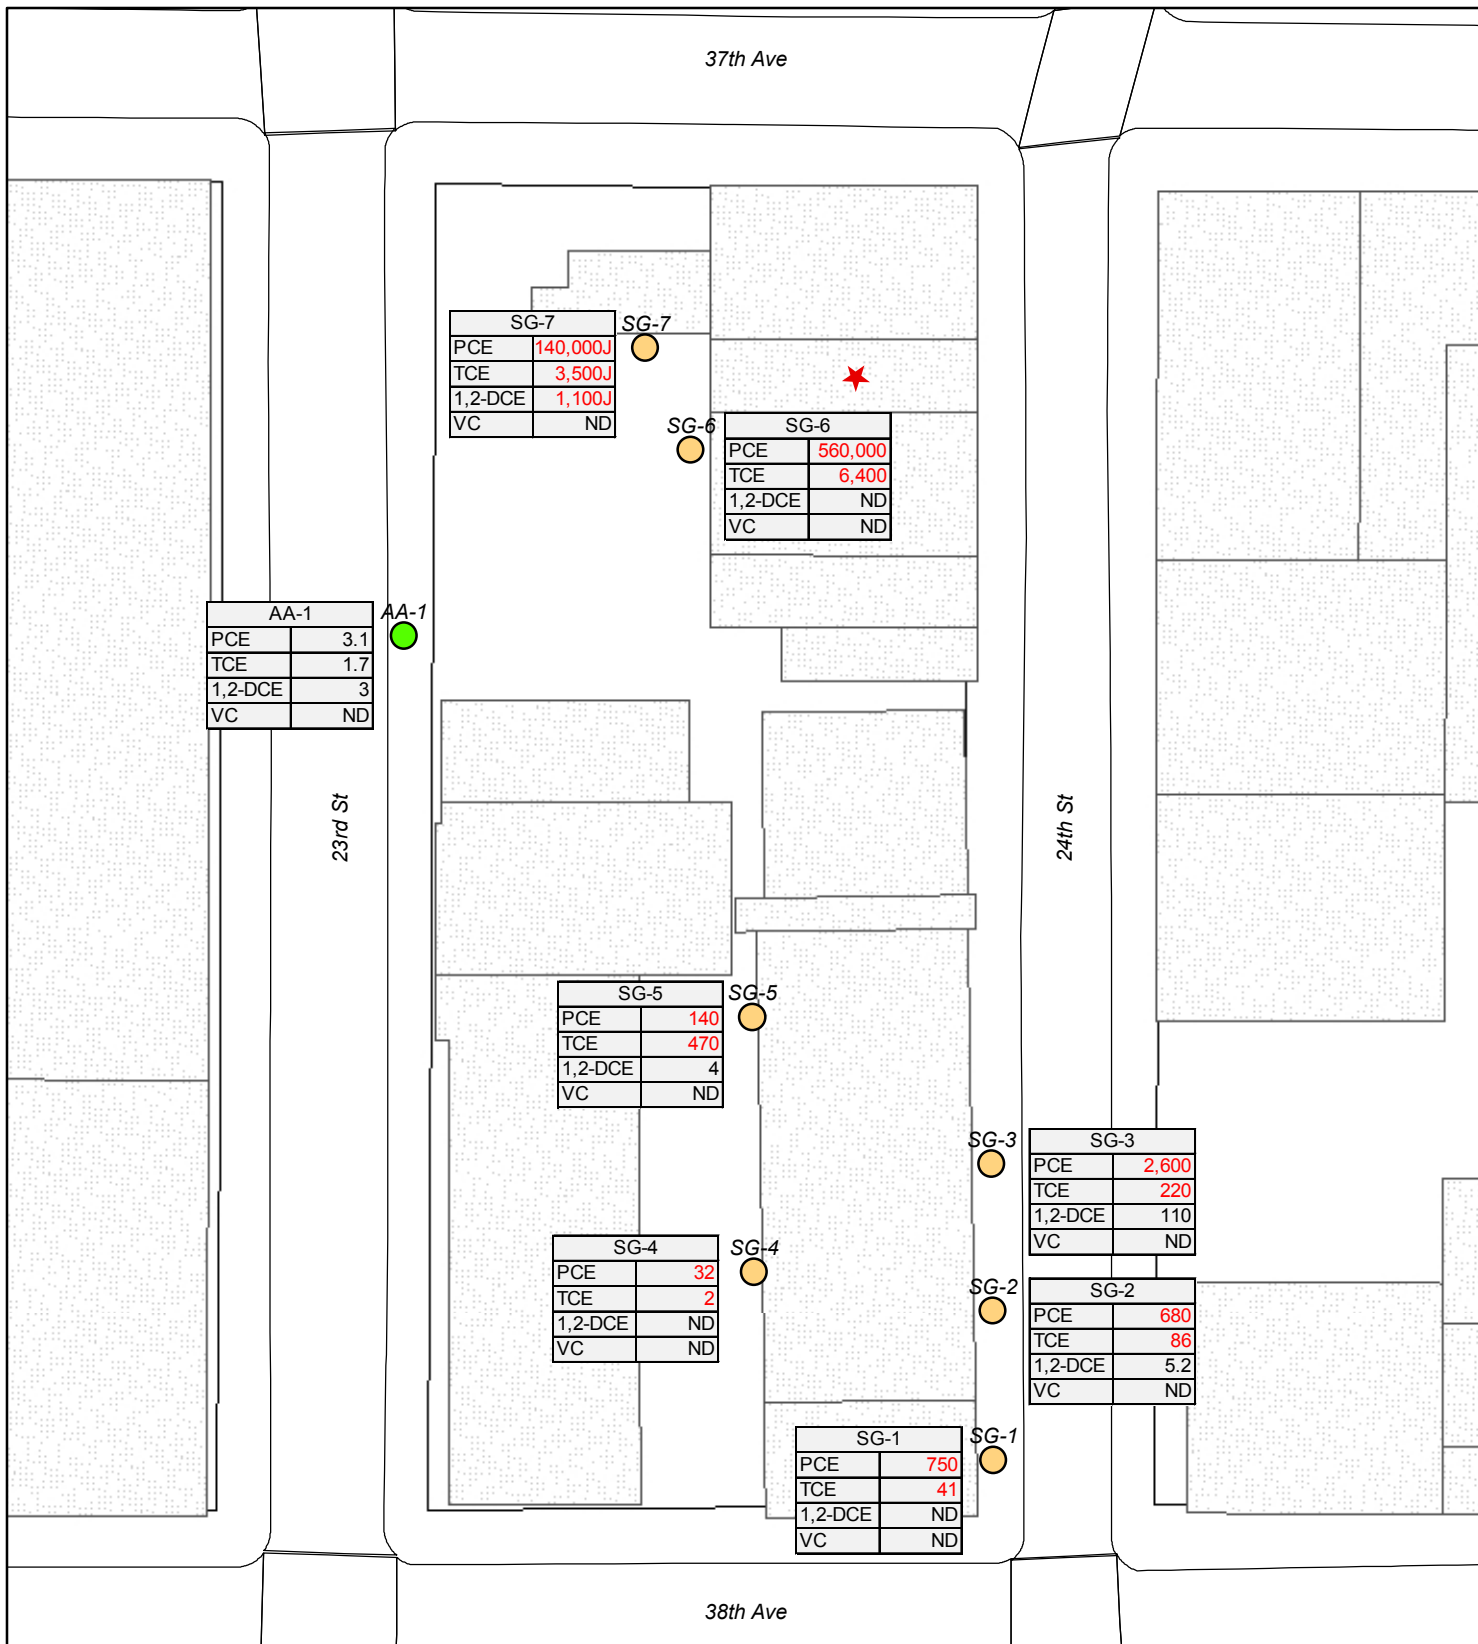 37th Ave
SG-7
SG-7
PCE 140,000J
TCE 3,500J
1,2-DCE 1,100J
VC ND
SG-6
SG-6
PCE 560,000
TCE 6,400
1,2-DCE ND
VC ND
AA-1
AA-1
PCE 3.1
TCE 1.7
1,2-DCE 3
VC ND
23rd St
24th St
SG-5
SG-5
PCE 140
TCE 470
1,2-DCE 4
VC ND
SG-3
SG-3
PCE 2,600
TCE 220
1,2-DCE 110
VC ND
SG-4
SG-4
PCE 32
TCE 2
1,2-DCE ND
VC ND
SG-2
SG-2
PCE 680
TCE 86
1,2-DCE 5.2
VC ND
SG-1
SG-1
PCE 750
TCE 41
1,2-DCE ND
VC ND
38th Ave